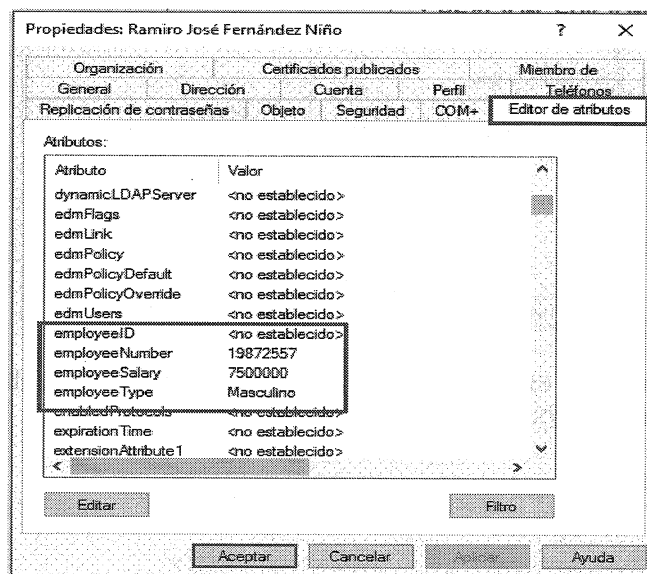 Propiedades: Ramiro José Fernández Niño ? ×
Organización Certificados publicados Miembro de
General Dirección Cuenta Perfil Teléfonos
Replicación de contraseñas Objeto Seguridad COM+ Editor de atributos
Atributos:
Atributo Valor
dynamicLDAPServer <no establecido>
edmFlags <no establecido>
edmLink <no establecido>
edmPolicy <no establecido>
edmPolicyDefault <no establecido>
edmPolicyOverride <no establecido>
edmUsers <no establecido>
employeeID <no establecido>
employeeNumber 19872557
employeeSalary 7500000
employeeType Masculino
enabledProtocols <no establecido>
expirationTime <no establecido>
extensionAttribute1 <no establecido>
Editar Filtro
Aceptar Cancelar Aplicar Ayuda